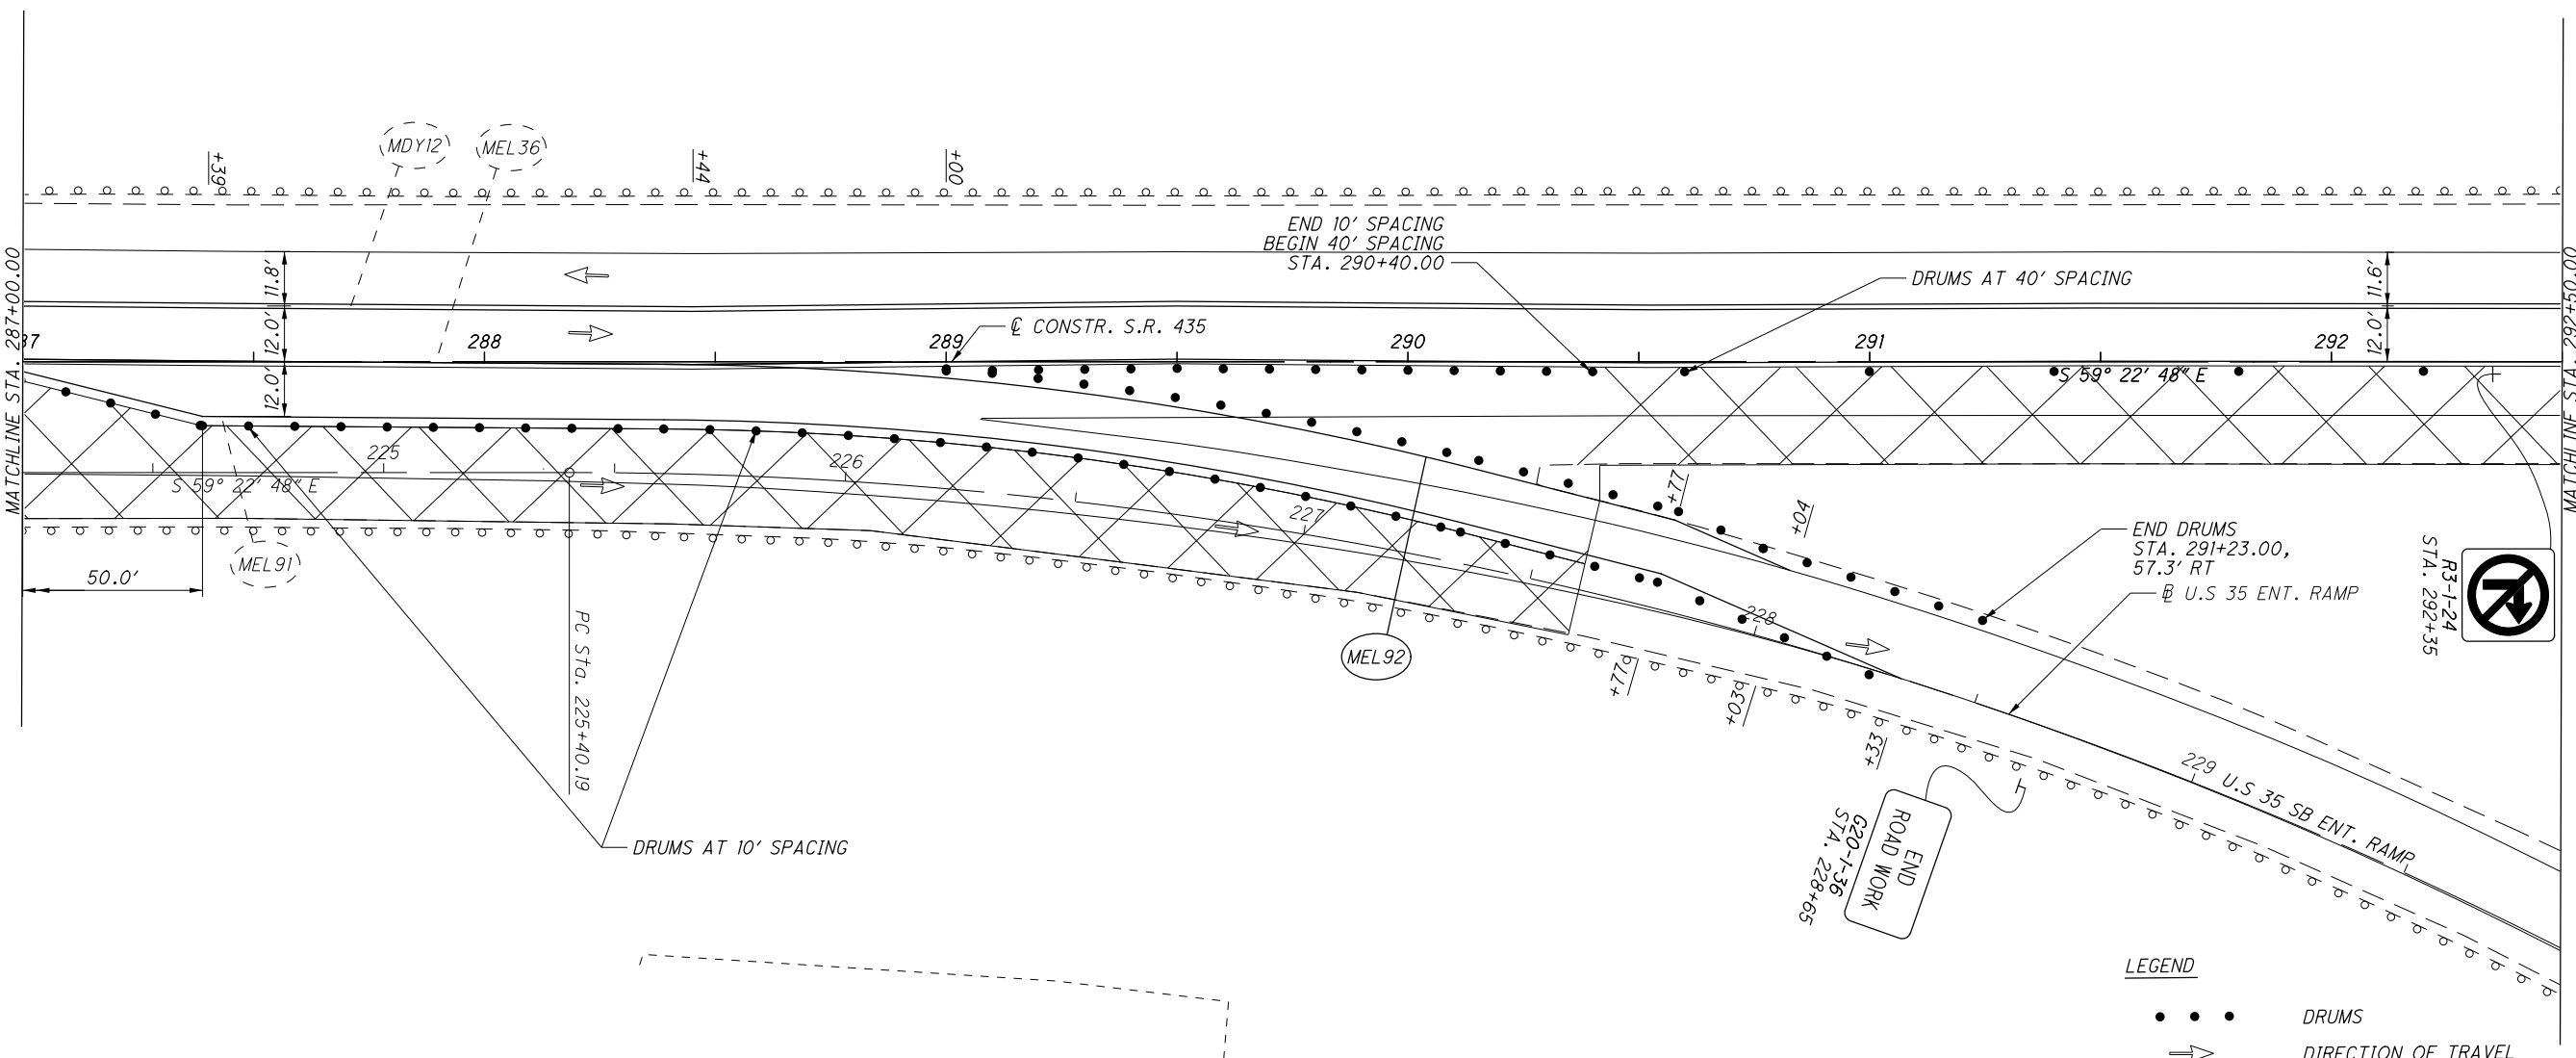 MATCHLINE STA. 287+00.00
+39
MDY12
MEL36
+44
+00
11.8'
12.0'
12.0'
END 10' SPACING
BEGIN 40' SPACING
STA. 290+40.00
DRUMS AT 40' SPACING
11.6'
12.0'
MATCHLINE STA. 292+50.00
℄ CONSTR. S.R. 435
37
288
289
290
291
292
S 59° 22' 48" E
225
226
227
228
229
S 59° 22' 48" E
MEL91
50.0'
PC Sta. 225+40.19
DRUMS AT 10' SPACING
MEL92
+77
+04
+77
+030
+33
END DRUMS
STA. 291+23.00,
57.3' RT
U.S 35 ENT. RAMP
R3-1-24
STA. 292+35
END
ROAD WORK
G20-1-36
STA. 228+65
U.S 35 SB ENT. RAMP
LEGEND
DRUMS
DIRECTION OF TRAVEL